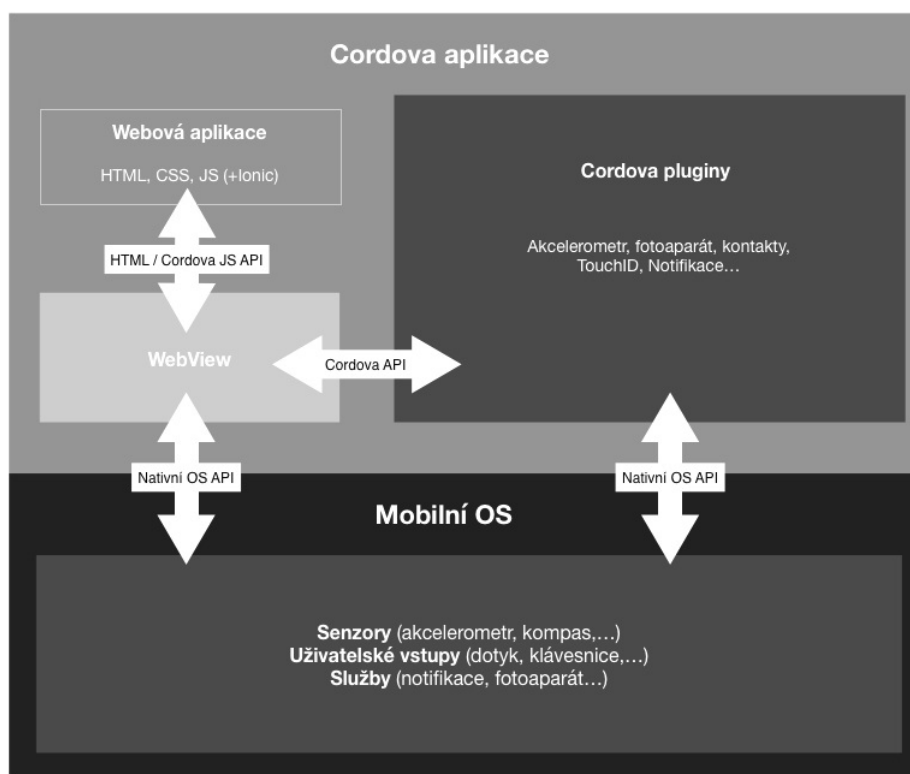 Cordova aplikace
Webová aplikace
HTML, CSS, JS (+Ionic)
HTML / Cordova JS API
WebView
Cordova API
Cordova pluginy
Akcelerometr, fotoaparát, kontakty,
TouchID, Notifikace…
Nativní OS API
Nativní OS API
Mobilní OS
Senzory (akcelerometr, kompas,…)
Uživatelské vstupy (dotyk, klávesnice,…)
Služby (notifikace, fotoaparát…)